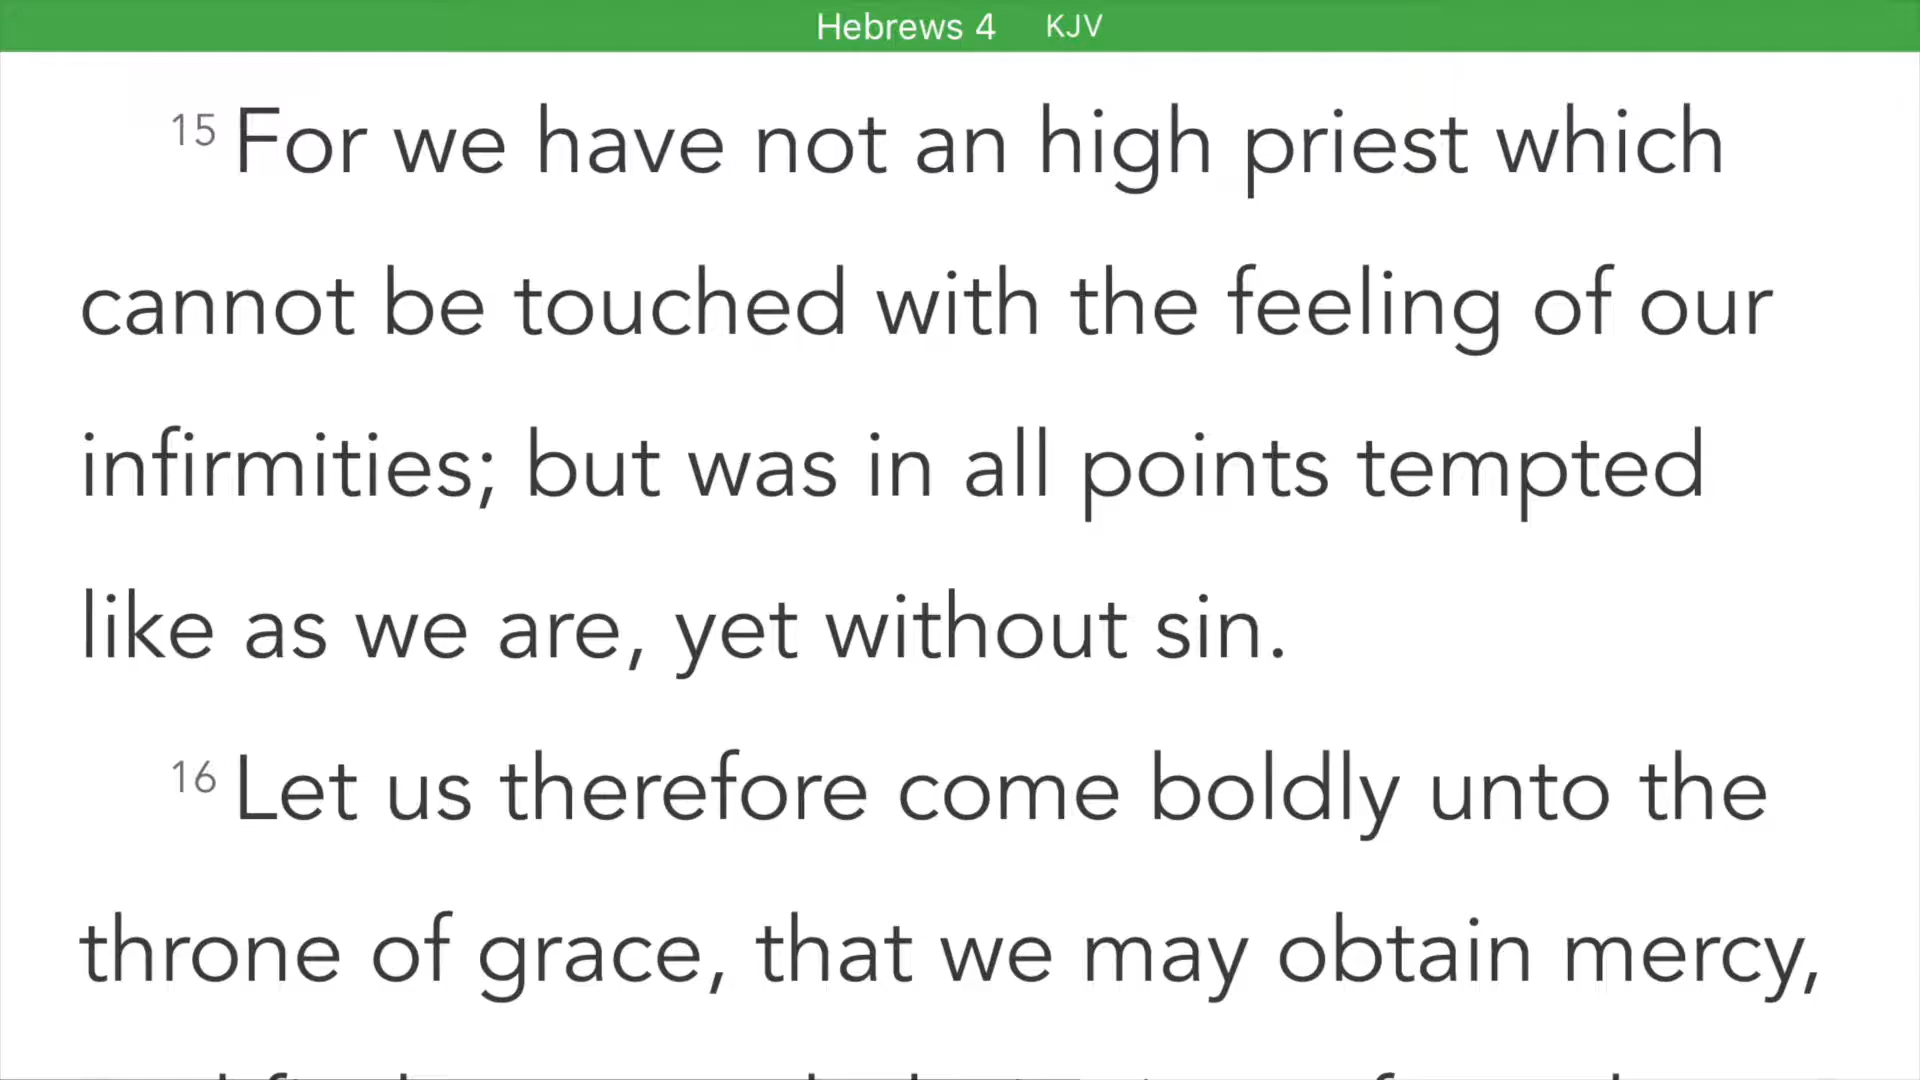 Hebrews 4 KJV
15 For we have not an high priest which
cannot be touched with the feeling of our
infirmities; but was in all points tempted
like as we are, yet without sin.
16 Let us therefore come boldly unto the
throne of grace, that we may obtain mercy,